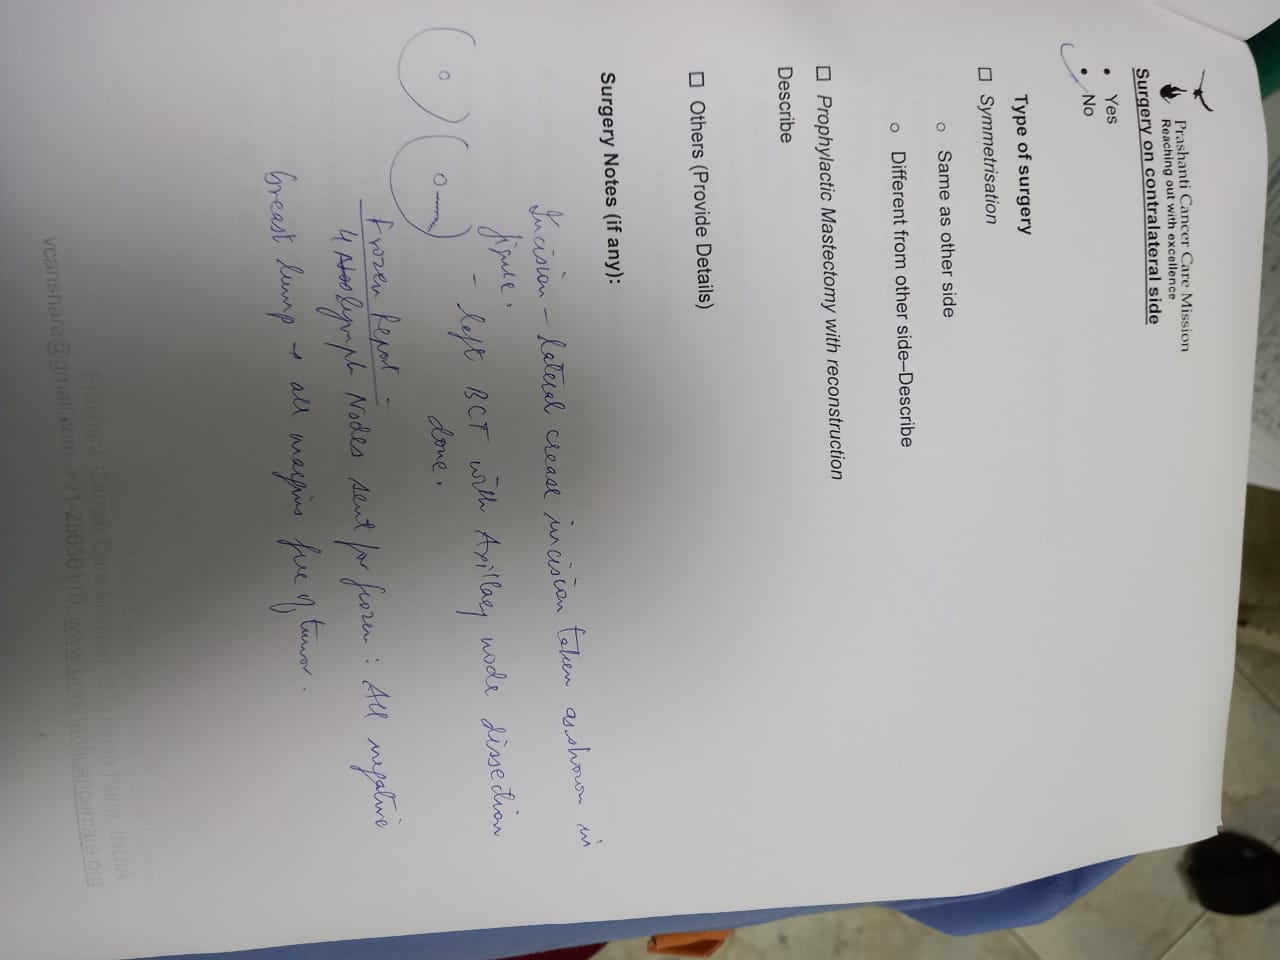 Prashanti Cancer Care Mission
Reaching out with excellence
Surgery on contralateral side
• Yes
• No
Type of surgery
☐ Symmetrisation
o Same as other side
o Different from other side–Describe
☐ Prophylactic Mastectomy with reconstruction
Describe
☐ Others (Provide Details)
Surgery Notes (if any):
Incision – lateral crease incision taken as shown in
figure.
– left BCT with Axillary node dissection
done.
Frozen Report –
4 lymph Nodes sent for frozen : All negative
breast lump → all margins free of tumor.
Prashanti Cancer Care Mission Pune, INDIA
vcanshare@gmail.com, +91-25656110, www.prashanticancercare.org